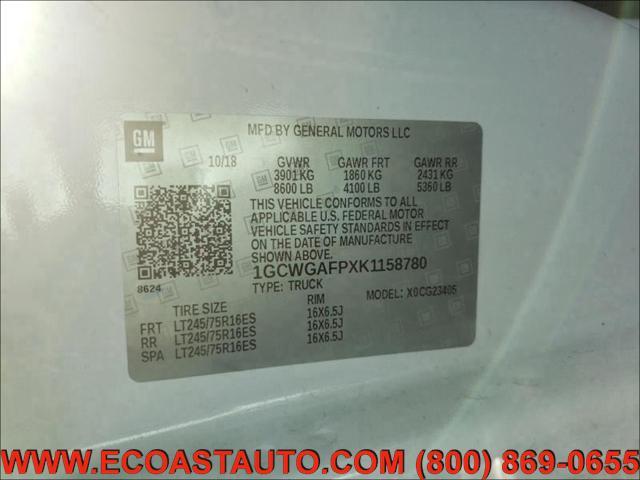 GM
MFD BY GENERAL MOTORS LLC
10/18 GVWR GAWR FRT GAWR RR
3901 KG 1860 KG 2431 KG
8600 LB 4100 LB 5360 LB
THIS VEHICLE CONFORMS TO ALL
APPLICABLE U.S. FEDERAL MOTOR
VEHICLE SAFETY STANDARDS IN EFFECT
ON THE DATE OF MANUFACTURE SHOWN ABOVE.
1GCWGAFPXK1158780
8624
TYPE: TRUCK MODEL: X0CG23405
TIRE SIZE RIM
FRT LT245/75R16ES 16X6.5J
RR LT245/75R16ES 16X6.5J
SPA LT245/75R16ES 16X6.5J
WWW.ECOASTAUTO.COM (800) 869-0655